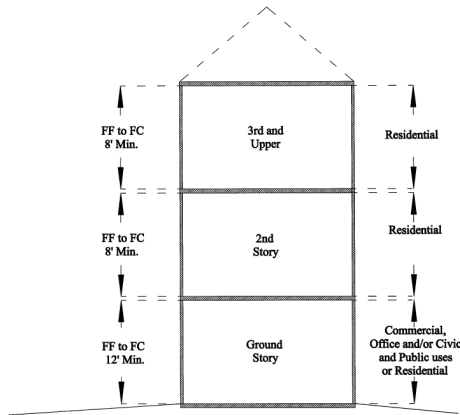 FF to FC
8' Min.
3rd and
Upper
Residential
FF to FC
8' Min.
2nd
Story
Residential
FF to FC
12' Min.
Ground
Story
Commercial,
Office and/or Civic
and Public uses
or Residential